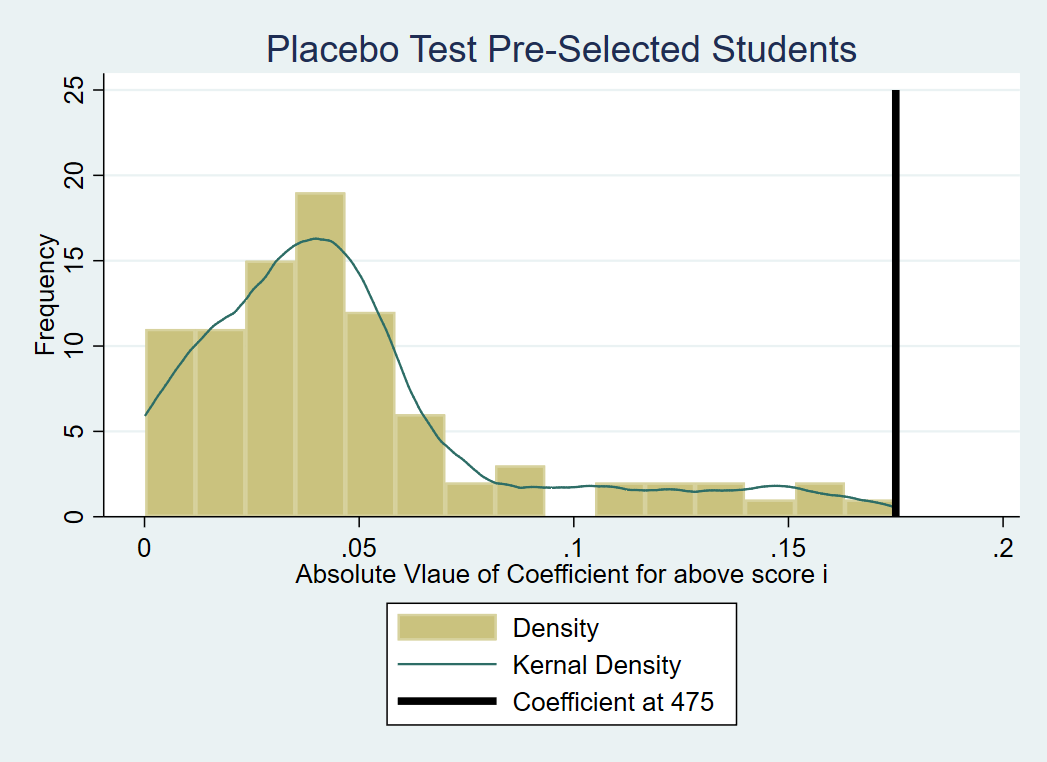 Placebo Test Pre-Selected Students
25
20
15
10
5
0
Frequency
0 .05 .1 .15 .2
Absolute Vlaue of Coefficient for above score i
Density
Kernal Density
Coefficient at 475